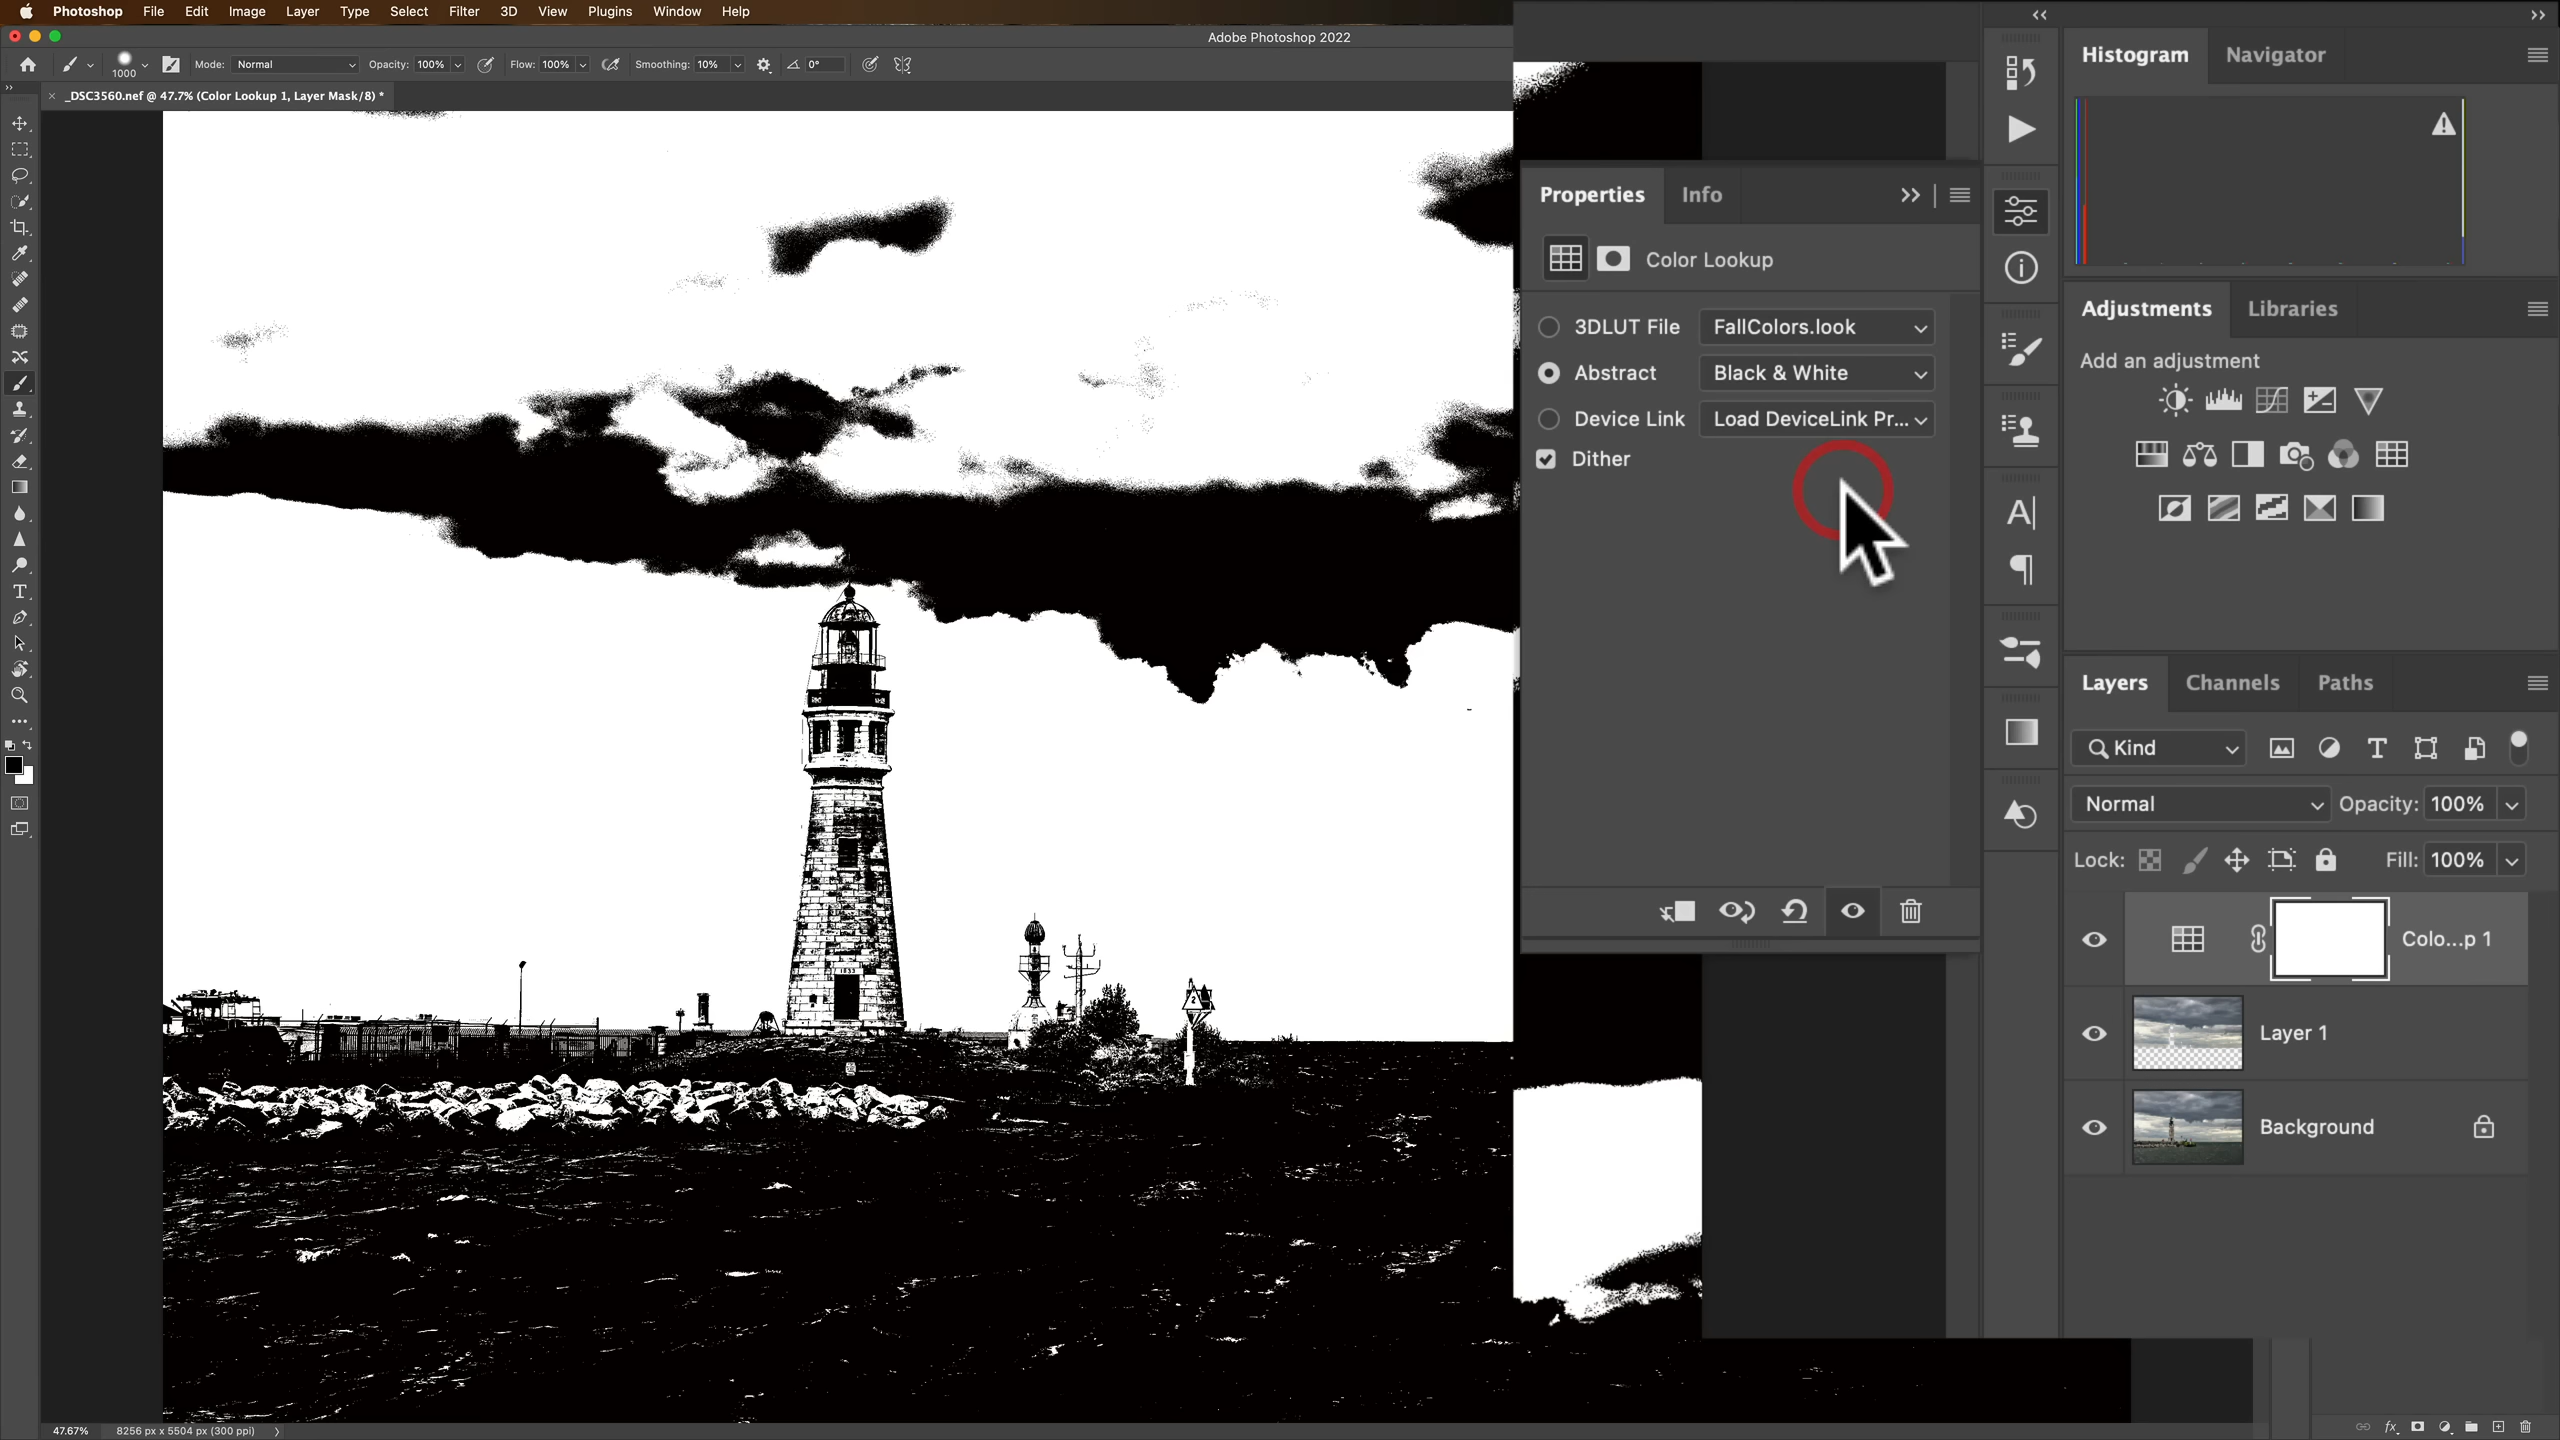 Photoshop File Edit Image Layer Type Select Filter 3D View Plugins Window Help
Adobe Photoshop 2022
1000 Mode: Normal Opacity: 100% Flow: 100% Smoothing: 10% 0°
_DSC3560.nef @ 47.7% (Color Lookup 1, Layer Mask/8) *
Properties Info
Color Lookup
3DLUT File FallColors.look
Abstract Black & White
Device Link Load DeviceLink Pr...
Dither
Histogram Navigator
Adjustments Libraries
Add an adjustment
Layers Channels Paths
Kind
Normal Opacity: 100%
Lock: Fill: 100%
Colo...p 1
Layer 1
Background
1833
2
47.67% 8256 px x 5504 px (300 ppi)